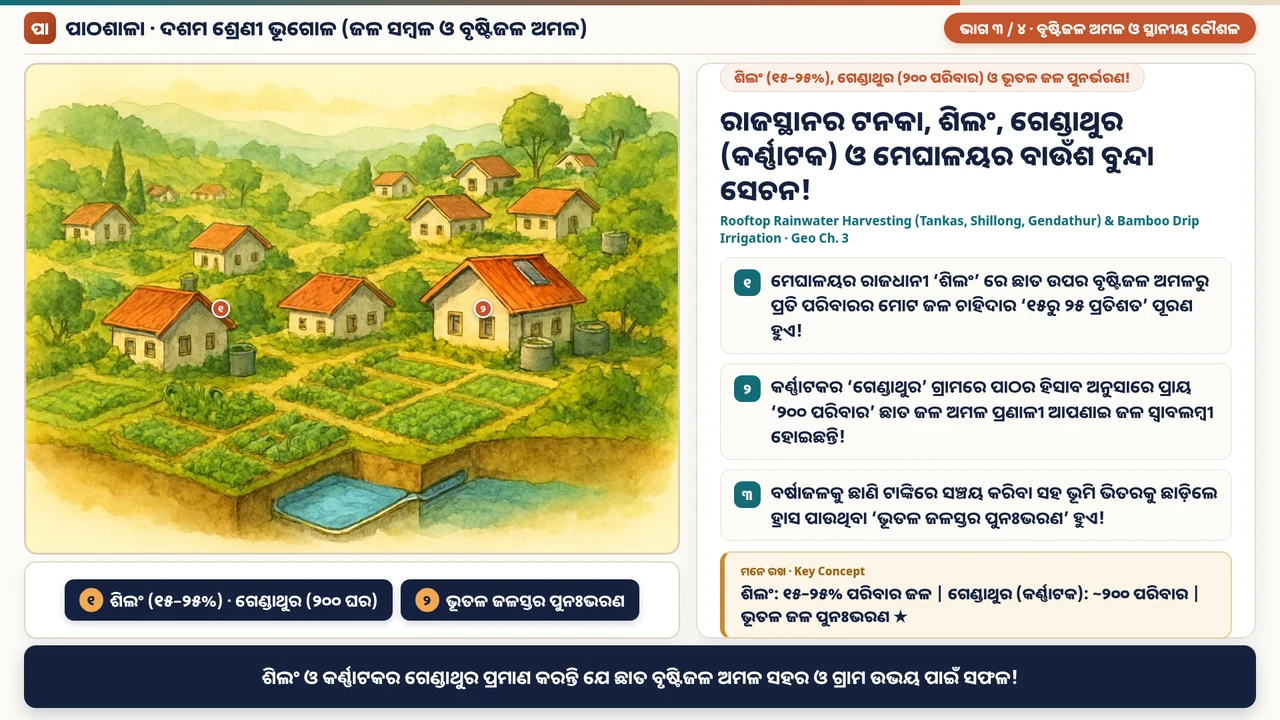 ପା ପାଠଶାଳା · ଦଶମ ଶ୍ରେଣୀ ଭୂଗୋଳ (ଜଳ ସମ୍ବଳ ଓ ବୃଷ୍ଟିଜଳ ଅମଳ)
ଭାଗ ୩ / ୪ · ବୃଷ୍ଟିଜଳ ଅମଳ ଓ ସ୍ଥାନୀୟ କୌଶଳ
୧
୨
୧ ଶିଲଂ (୧୫–୨୫%) · ଗେଣ୍ଡାଥୁର (୨୦୦ ଘର)
୨ ଭୂତଳ ଜଳସ୍ତର ପୁନଃଭରଣ
ଶିଲଂ (୧୫–୨୫%), ଗେଣ୍ଡାଥୁର (୨୦୦ ପରିବାର) ଓ ଭୂତଳ ଜଳ ପୁନର୍ଭରଣ!
ରାଜସ୍ଥାନର ଟନକା, ଶିଲଂ, ଗେଣ୍ଡାଥୁର
(କର୍ଣ୍ଣାଟକ) ଓ ମେଘାଳୟର ବାଉଁଶ ବୁନ୍ଦା
ସେଚନ!
Rooftop Rainwater Harvesting (Tankas, Shillong, Gendathur) & Bamboo Drip
Irrigation · Geo Ch. 3
୧ ମେଘାଳୟର ରାଜଧାନୀ ‘ଶିଲଂ’ ରେ ଛାତ ଉପର ବୃଷ୍ଟିଜଳ ଅମଳରୁ
ପ୍ରତି ପରିବାରର ମୋଟ ଜଳ ଚାହିଦାର ‘୧୫ରୁ ୨୫ ପ୍ରତିଶତ’ ପୂରଣ
ହୁଏ!
୨ କର୍ଣ୍ଣାଟକର ‘ଗେଣ୍ଡାଥୁର’ ଗ୍ରାମରେ ପାଠର ହିସାବ ଅନୁସାରେ ପ୍ରାୟ
‘୨୦୦ ପରିବାର’ ଛାତ ଜଳ ଅମଳ ପ୍ରଣାଳୀ ଆପଣାଇ ଜଳ ସ୍ୱାବଲମ୍ବୀ
ହୋଇଛନ୍ତି!
୩ ବର୍ଷାଜଳକୁ ଛାଣି ଟାଙ୍କିରେ ସଞ୍ଚୟ କରିବା ସହ ଭୂମି ଭିତରକୁ ଛାଡ଼ିଲେ
ହ୍ରାସ ପାଉଥିବା ‘ଭୂତଳ ଜଳସ୍ତର ପୁନଃଭରଣ’ ହୁଏ!
ମନେ ରଖ · Key Concept
ଶିଲଂ: ୧୫–୨୫% ପରିବାର ଜଳ | ଗେଣ୍ଡାଥୁର (କର୍ଣ୍ଣାଟକ): ~୨୦୦ ପରିବାର |
ଭୂତଳ ଜଳ ପୁନଃଭରଣ ★
ଶିଲଂ ଓ କର୍ଣ୍ଣାଟକର ଗେଣ୍ଡାଥୁର ପ୍ରମାଣ କରନ୍ତି ଯେ ଛାତ ବୃଷ୍ଟିଜଳ ଅମଳ ସହର ଓ ଗ୍ରାମ ଉଭୟ ପାଇଁ ସଫଳ!